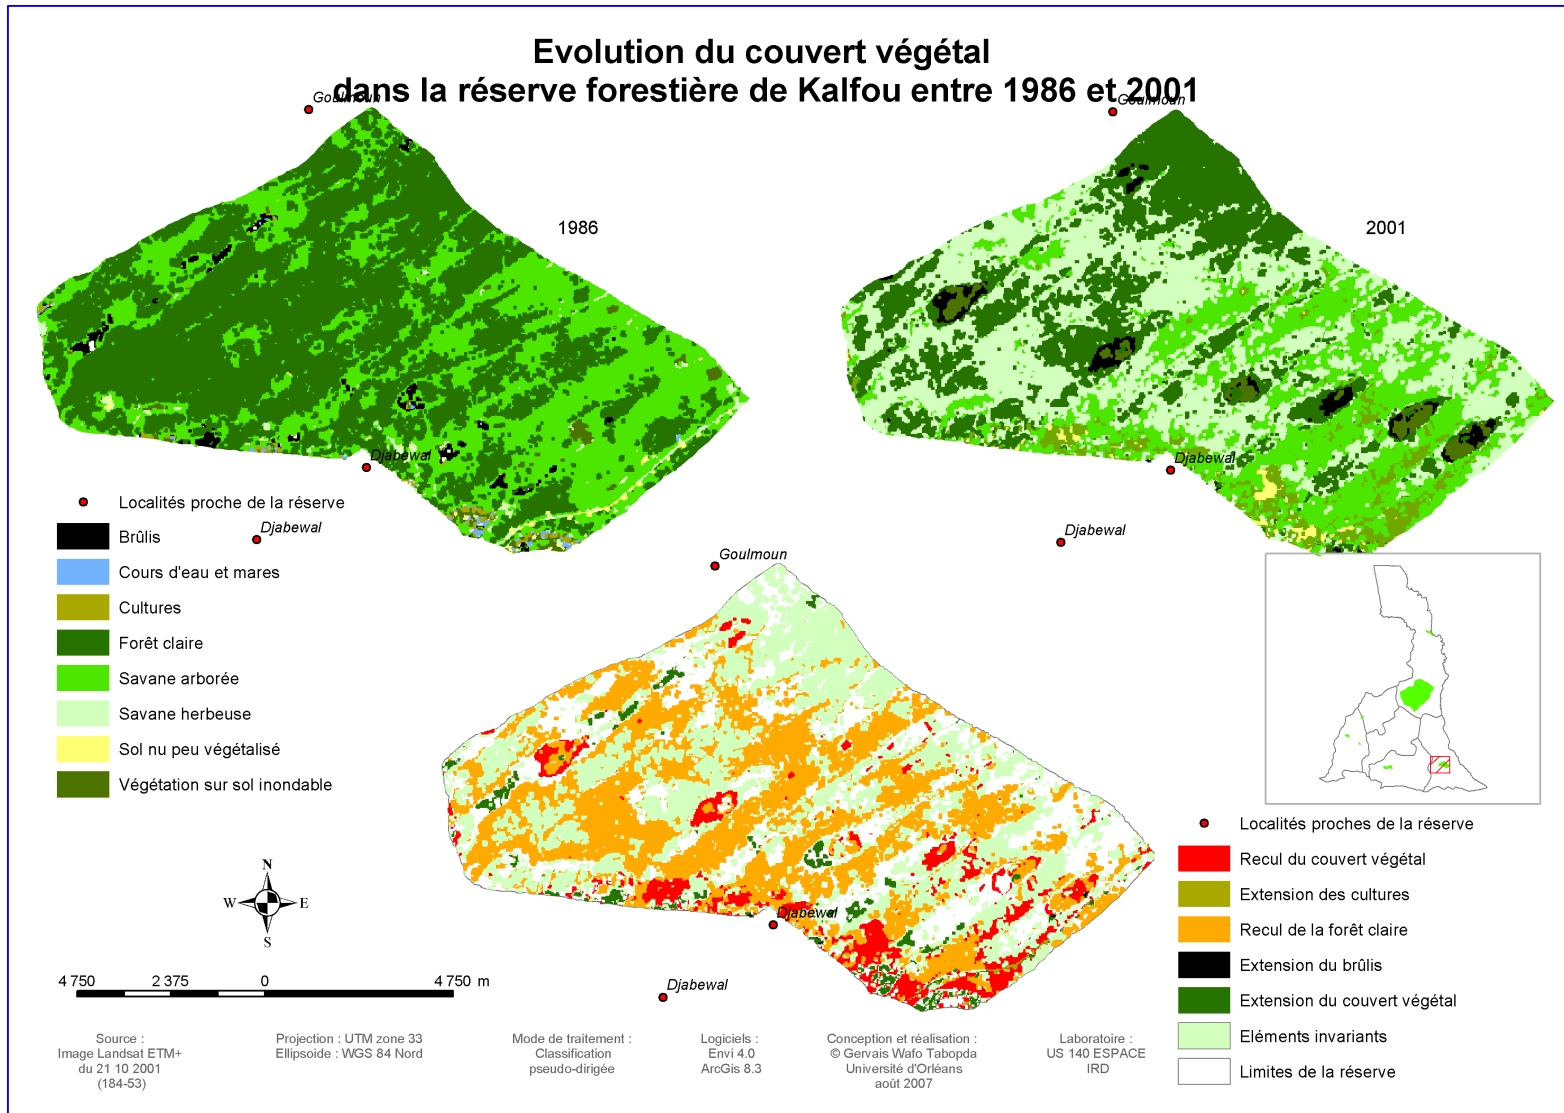 Evolution du couvert végétal
dans la réserve forestière de Kalfou entre 1986 et 2001
Goulmoun
Goulmoun
1986
2001
Djabewal
Djabewal
Localités proche de la réserve
Djabewal
Djabewal
Brûlis
Cours d'eau et mares
Cultures
Forêt claire
Savane arborée
Savane herbeuse
Sol nu peu végétalisé
Végétation sur sol inondable
Goulmoun
Djabewal
Djabewal
N
W
E
S
4 750
2 375
0
4 750 m
Localités proches de la réserve
Recul du couvert végétal
Extension des cultures
Recul de la forêt claire
Extension du brûlis
Extension du couvert végétal
Eléments invariants
Limites de la réserve
Source :
Image Landsat ETM+
du 21 10 2001
(184-53)
Projection : UTM zone 33
Ellipsoide : WGS 84 Nord
Mode de traitement :
Classification
pseudo-dirigée
Logiciels :
Envi 4.0
ArcGis 8.3
Conception et réalisation :
© Gervais Wafo Tabopda
Université d'Orléans
août 2007
Laboratoire :
US 140 ESPACE
IRD